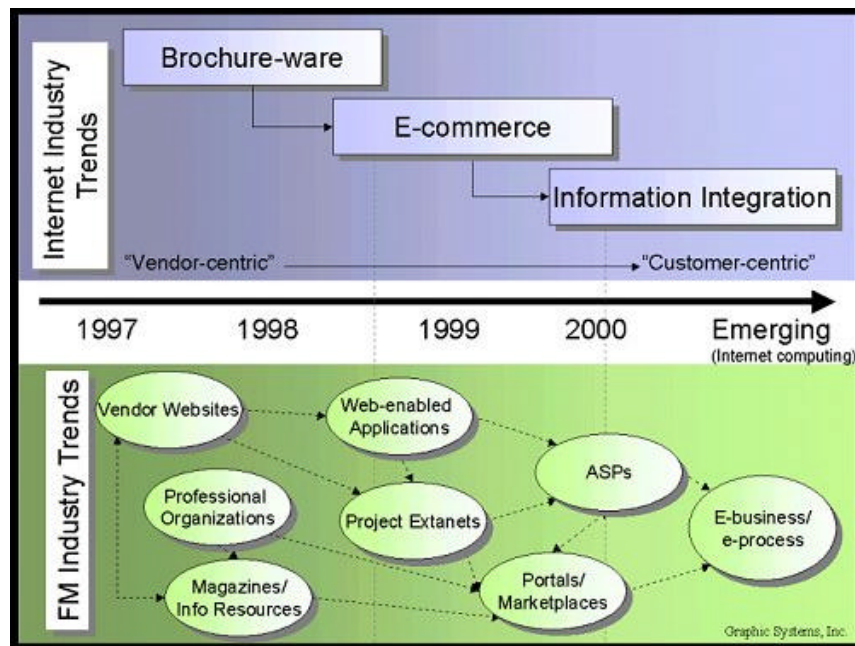 Internet Industry
Trends
Brochure-ware
E-commerce
Information Integration
“Vendor-centric”
“Customer-centric”
1997
1998
1999
2000
Emerging
(Internet computing)
FM Industry Trends
Vendor Websites
Web-enabled
Applications
Professional
Organizations
Project Extanets
ASPs
E-business/
e-process
Magazines/
Info Resources
Portals/
Marketplaces
Graphic Systems, Inc.